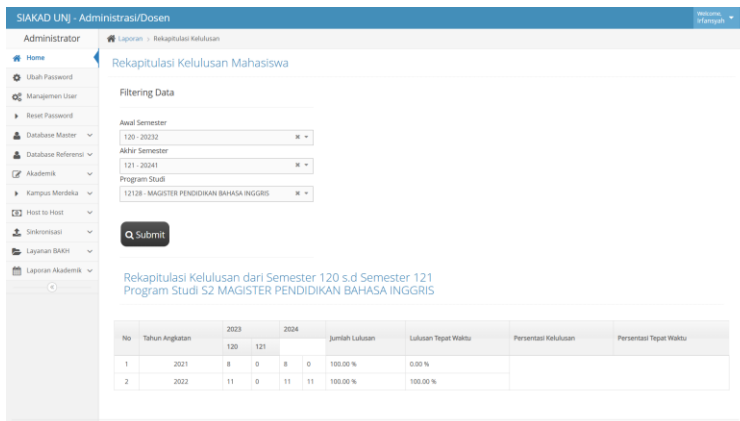 SIAKAD UNJ - Administrasi/Dosen
Welcome,
Irfansyah
Administrator
Home
Ubah Password
Manajemen User
Reset Password
Database Master
Database Referensi
Akademik
Kampus Merdeka
Host to Host
Sinkronisasi
Layanan BAKH
Laporan Akademik
Laporan > Rekapitulasi Kelulusan
Rekapitulasi Kelulusan Mahasiswa
Filtering Data
Awal Semester
120 - 20232
Akhir Semester
121 - 20241
Program Studi
12128 - MAGISTER PENDIDIKAN BAHASA INGGRIS
Submit
Rekapitulasi Kelulusan dari Semester 120 s.d Semester 121
Program Studi S2 MAGISTER PENDIDIKAN BAHASA INGGRIS
No Tahun Angkatan 2023 2024 Jumlah Lulusan Lulusan Tepat Waktu Persentasi Kelulusan Persentasi Tepat Waktu
120 121
1 2021 8 0 8 0 100.00 % 0.00 %
2 2022 11 0 11 11 100.00 % 100.00 %